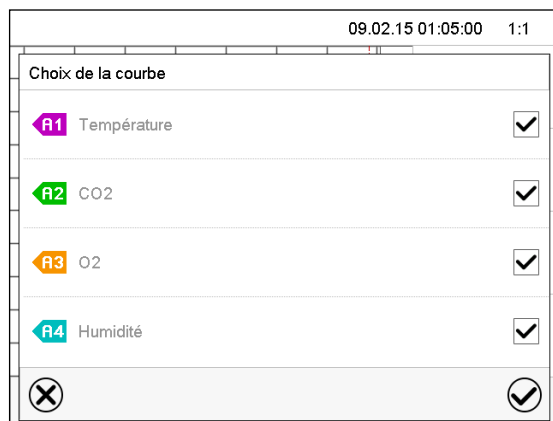 09.02.15 01:05:00 1:1
Choix de la courbe
A1 Température
A2 CO2
A3 O2
A4 Humidité